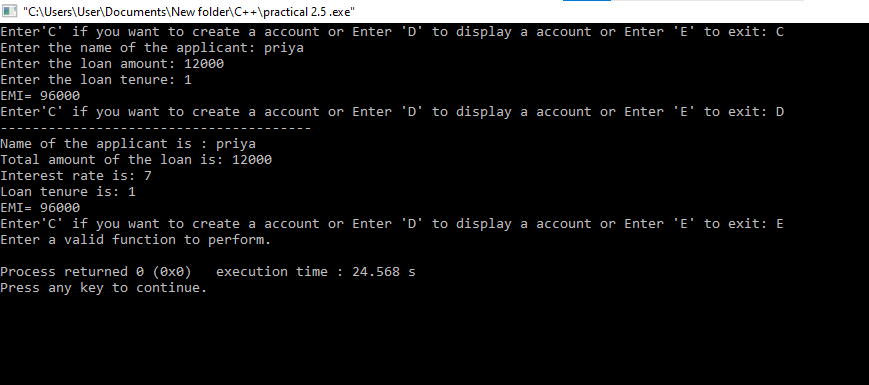 "C:\Users\User\Documents\New folder\C++\practical 2.5 .exe"
Enter'C' if you want to create a account or Enter 'D' to display a account or Enter 'E' to exit: C
Enter the name of the applicant: priya
Enter the loan amount: 12000
Enter the loan tenure: 1
EMI= 96000
Enter'C' if you want to create a account or Enter 'D' to display a account or Enter 'E' to exit: D
---------------------------------------
Name of the applicant is : priya
Total amount of the loan is: 12000
Interest rate is: 7
Loan tenure is: 1
EMI= 96000
Enter'C' if you want to create a account or Enter 'D' to display a account or Enter 'E' to exit: E
Enter a valid function to perform.

Process returned 0 (0x0)   execution time : 24.568 s
Press any key to continue.